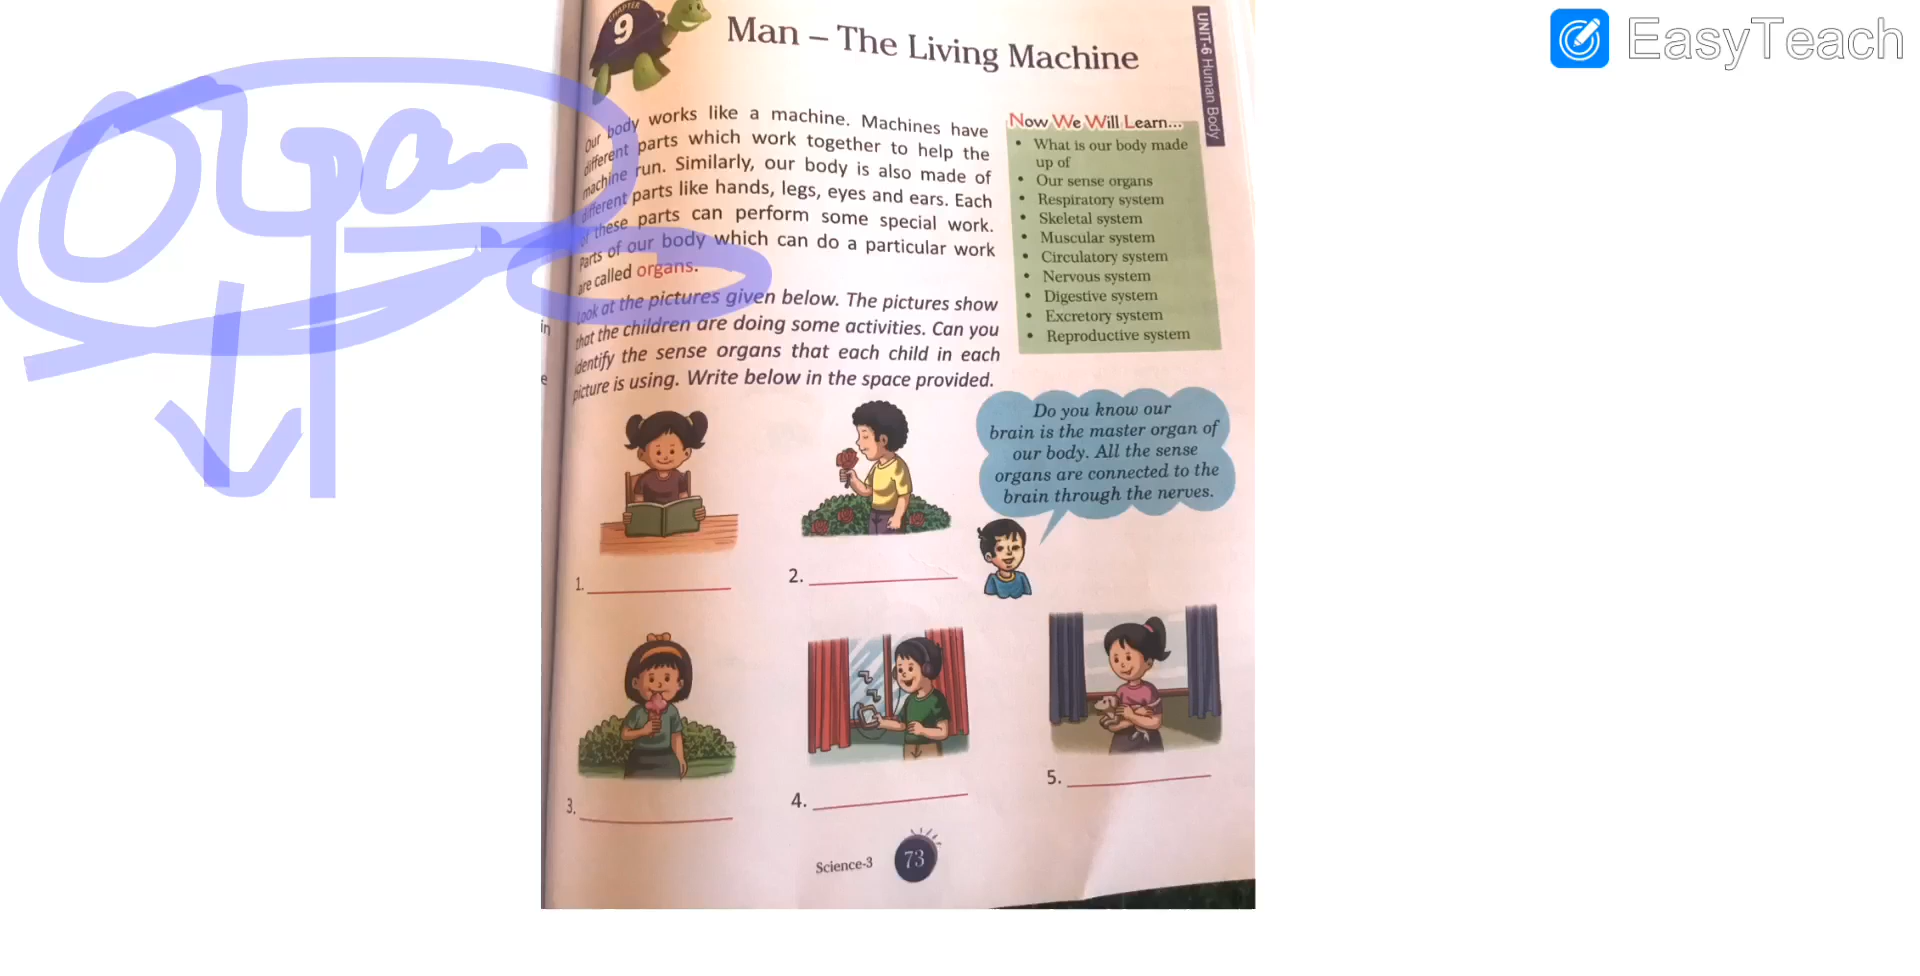 EasyTeach
Organ
CHAPTER
9
Man – The Living Machine
UNIT-6 Human Body
Our body works like a machine. Machines have
different parts which work together to help the
machine run. Similarly, our body is also made of
different parts like hands, legs, eyes and ears. Each
of these parts can perform some special work.
Parts of our body which can do a particular work
are called organs.
Look at the pictures given below. The pictures show
that the children are doing some activities. Can you
identify the sense organs that each child in each
picture is using. Write below in the space provided.
Now We Will Learn...
• What is our body made
up of
• Our sense organs
• Respiratory system
• Skeletal system
• Muscular system
• Circulatory system
• Nervous system
• Digestive system
• Excretory system
• Reproductive system
in
e
Do you know our
brain is the master organ of
our body. All the sense
organs are connected to the
brain through the nerves.
1.
2.
3.
4.
5.
Science-3
73